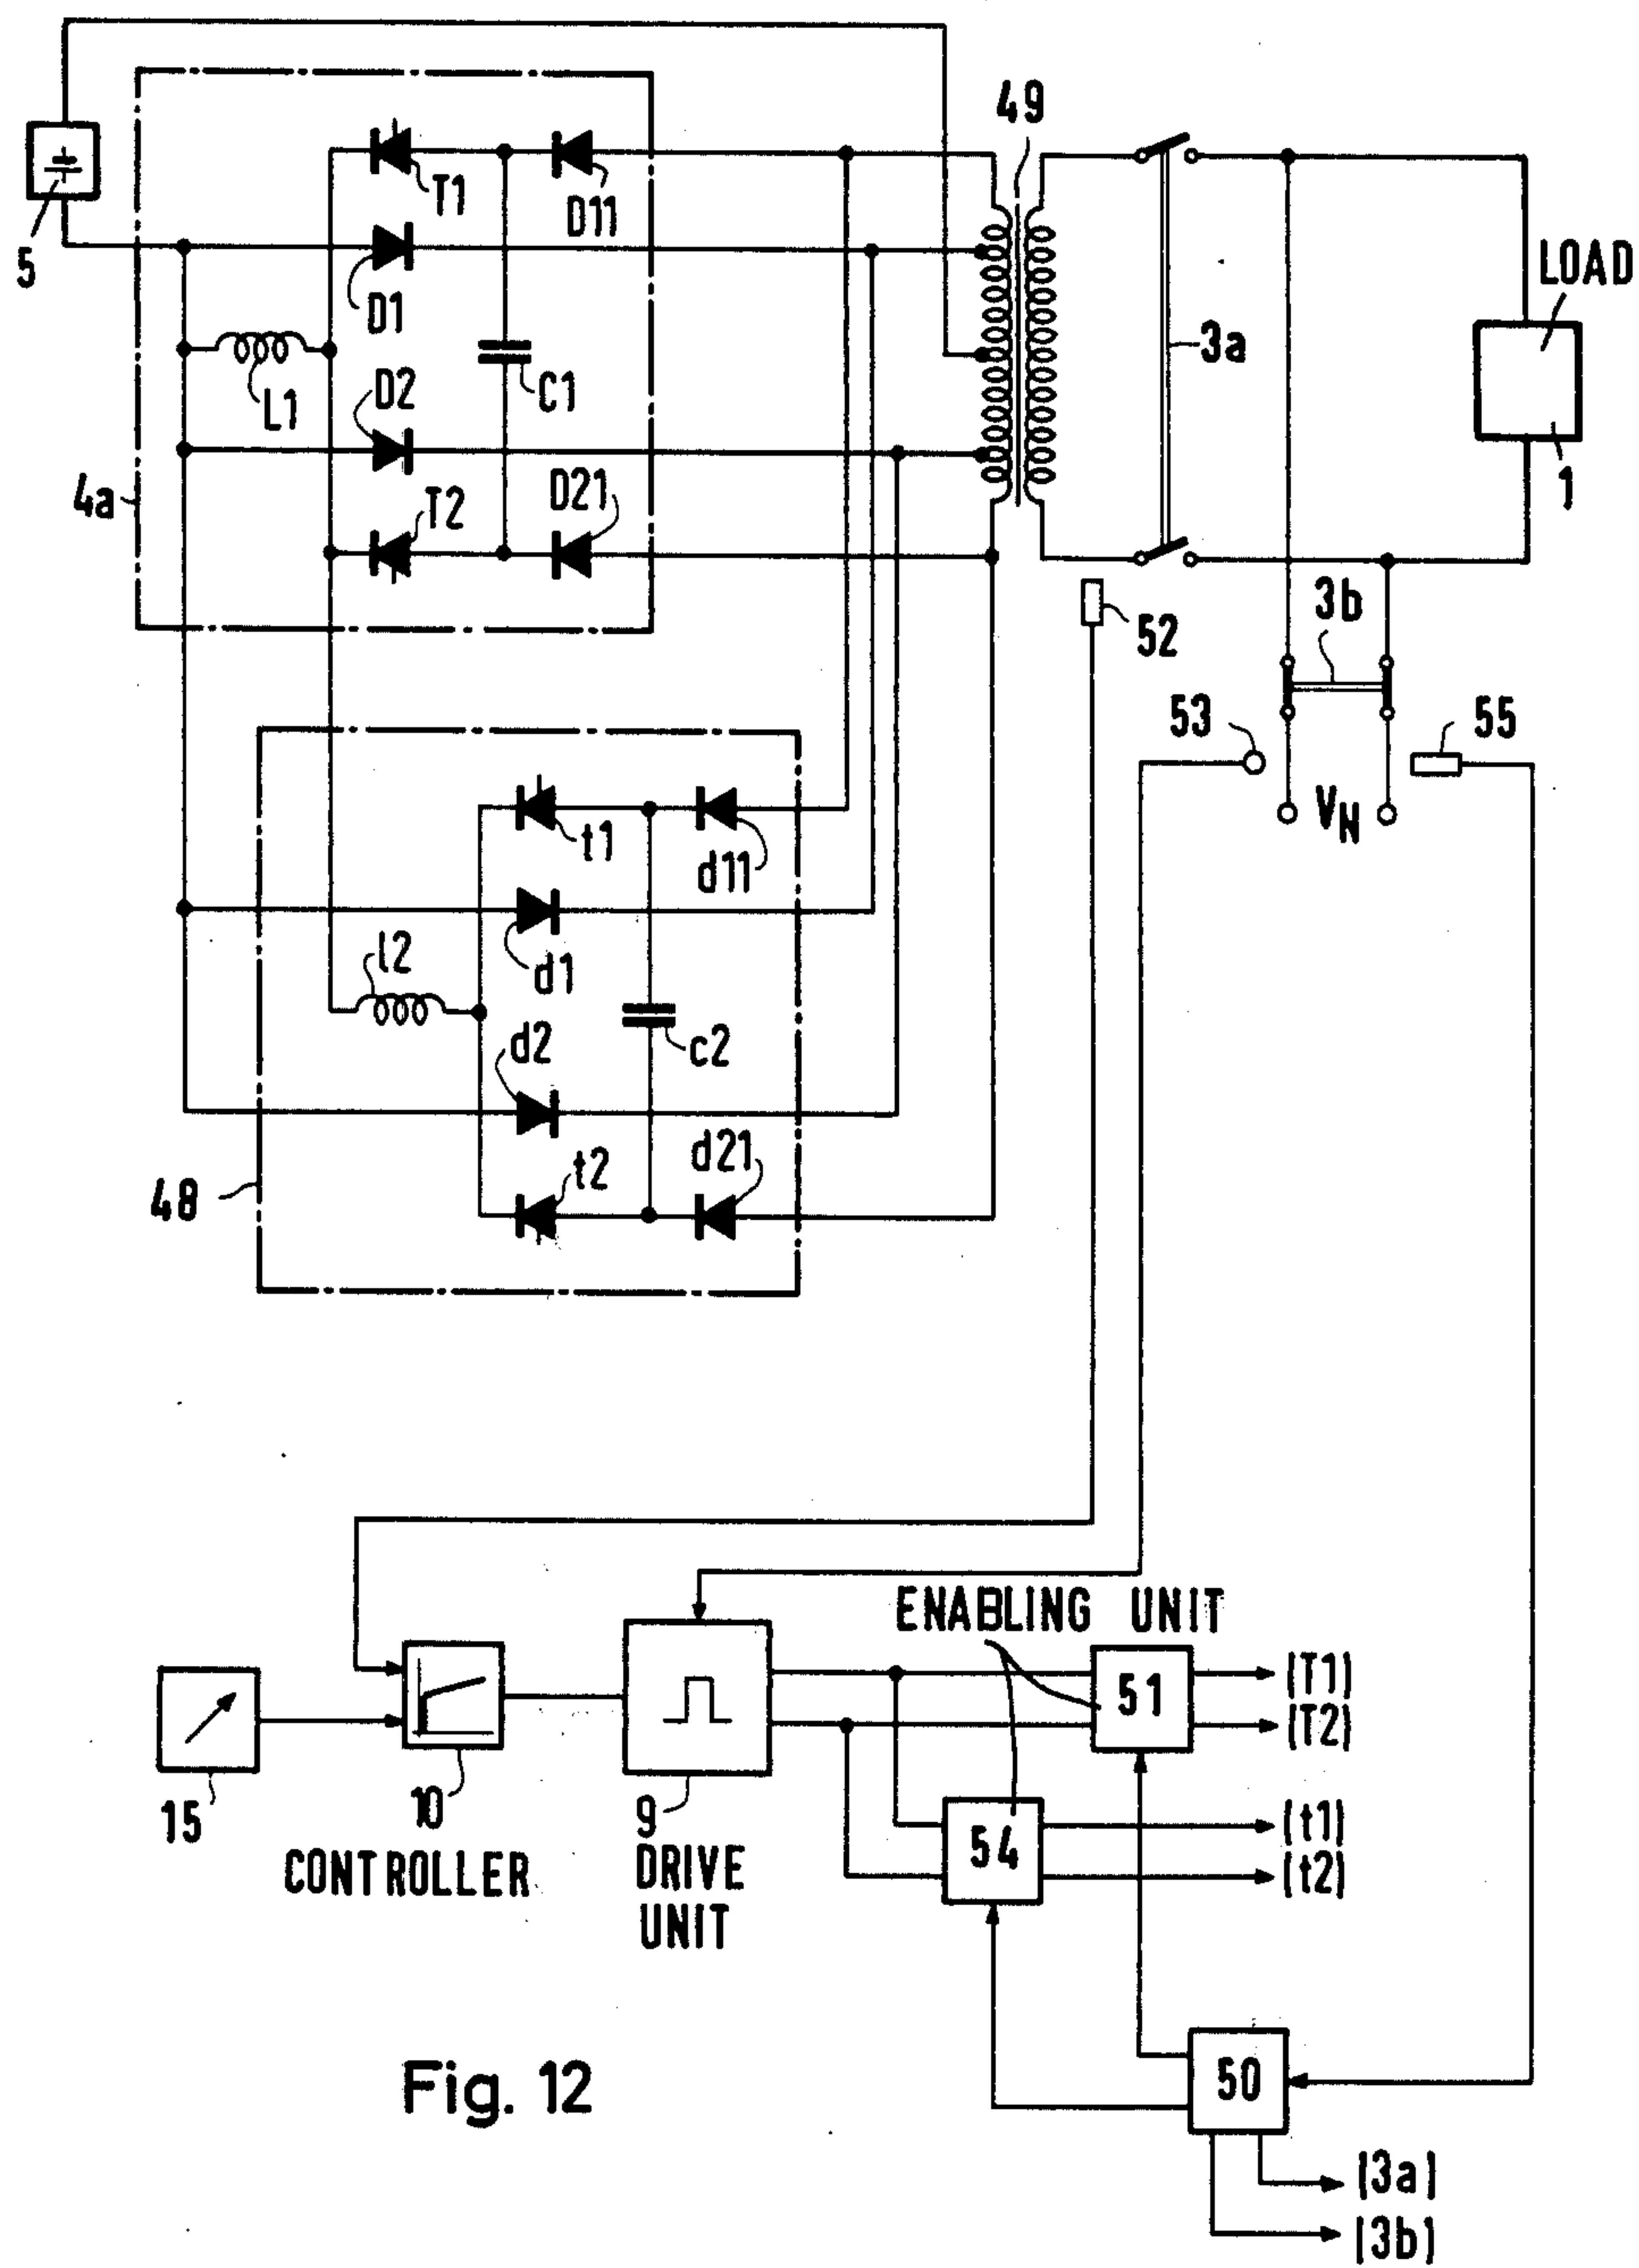 49
5
T1
D11
D1
L1
D2
C1
4a
T2
D21
3a
LOAD
1
52
3b
53
55
VN
t1
d11
d1
l2
d2
c2
t2
d21
48
ENABLING UNIT
51
(T1)
(T2)
15
10
CONTROLLER
9
DRIVE
UNIT
54
(t1)
(t2)
50
(3a)
(3b)
Fig. 12